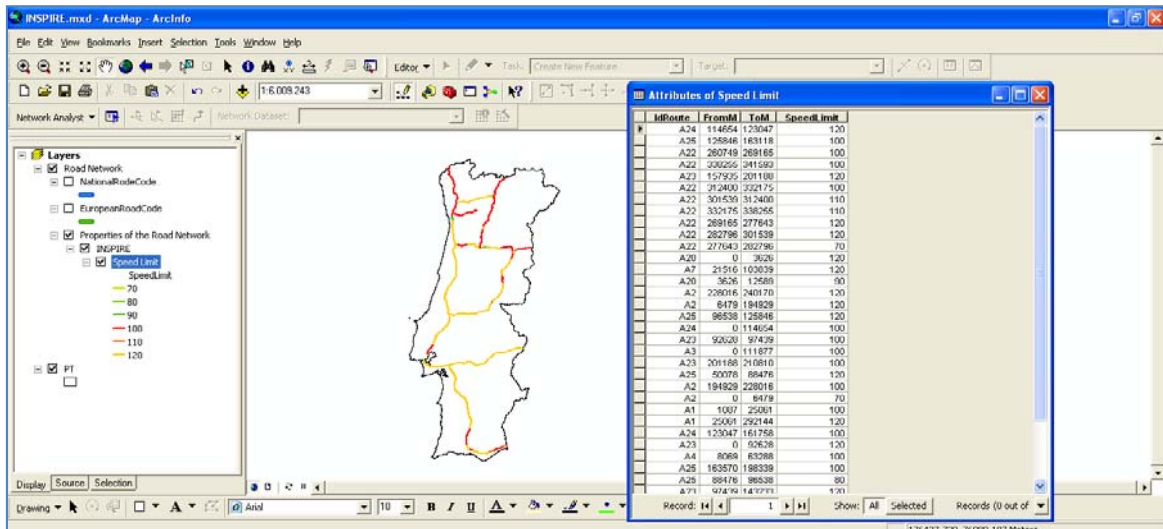 INSPIRE.mxd - ArcMap - ArcInfo
File Edit View Bookmarks Insert Selection Tools Window Help
Editor Task: Create New Feature Target:
1:6.009.243
Network Analyst Network Dataset:
Layers
Road Network
NationalRodeCode
EuropeanRoadCode
Properties of the Road Network
INSPIRE
Speed Limit
SpeedLimit
70
80
90
100
110
120
PT
Display Source Selection
Drawing Arial 10 B I U A
Attributes of Speed Limit
IdRoute FromM ToM SpeedLimit
A24 114654 123047 120
A25 125846 163118 100
A22 260749 269165 100
A22 338255 341593 100
A23 157935 201188 120
A22 312400 332175 100
A22 301539 312400 110
A22 332175 338255 110
A22 269165 277643 120
A22 282796 301539 120
A22 277643 282796 70
A20 0 3626 120
A7 21516 103039 120
A20 3626 12589 90
A2 228016 240170 120
A2 6479 194929 120
A25 96538 125846 120
A24 0 114654 100
A23 92628 97439 100
A3 0 111877 100
A23 201188 210810 100
A25 50078 88476 120
A2 194929 228016 100
A2 0 6479 70
A1 1087 25061 100
A1 25061 292144 120
A24 123047 161758 100
A23 0 92628 120
A4 8069 63288 100
A25 163570 198339 100
A25 88476 96538 80
A23 97439 143233 120
Record: 1 Show: All Selected Records (0 out of